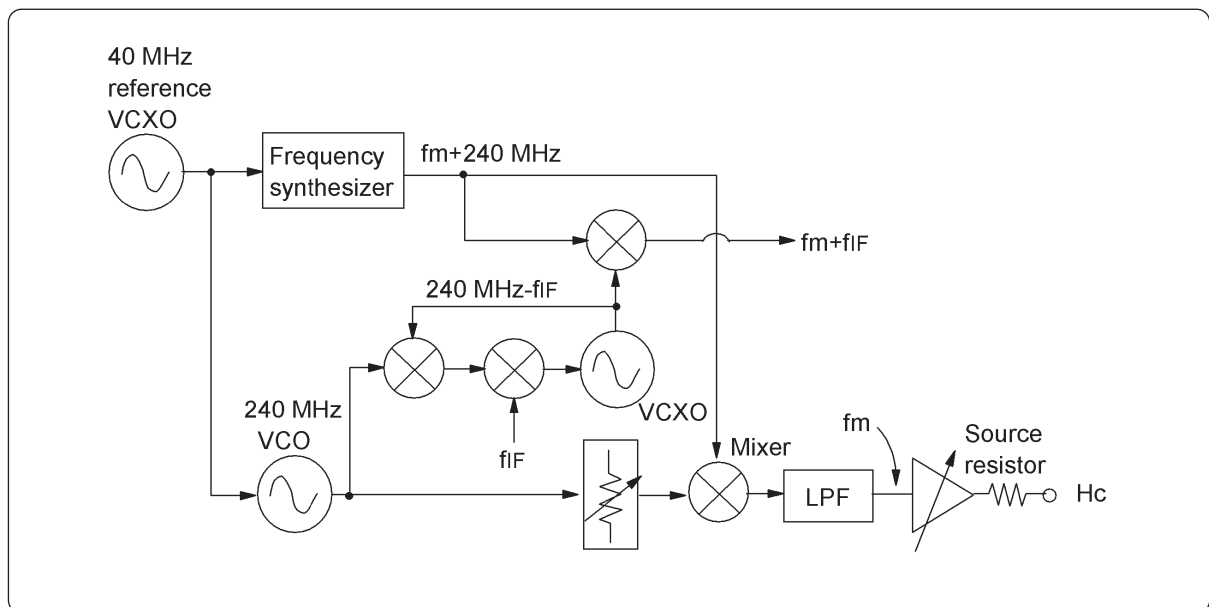 40 MHz
reference
VCXO
Frequency
synthesizer
fm+240 MHz
fm+fIF
240 MHz-fIF
VCXO
240 MHz
VCO
fIF
Mixer
fm
Source
resistor
LPF
Hc